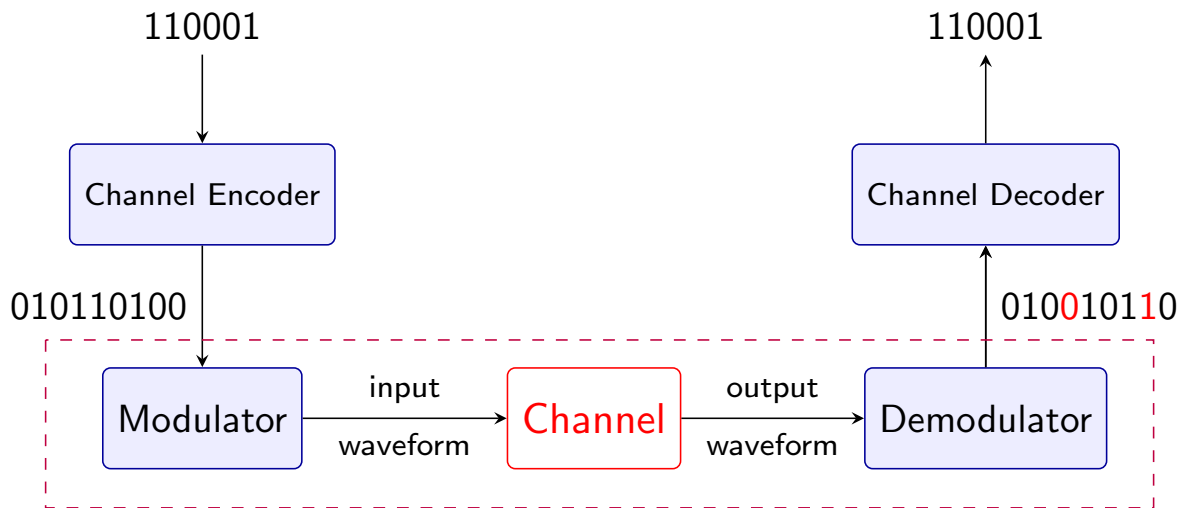 110001
110001
Channel Encoder
Channel Decoder
010110100
010010110
input
output
Modulator
Channel
Demodulator
waveform
waveform